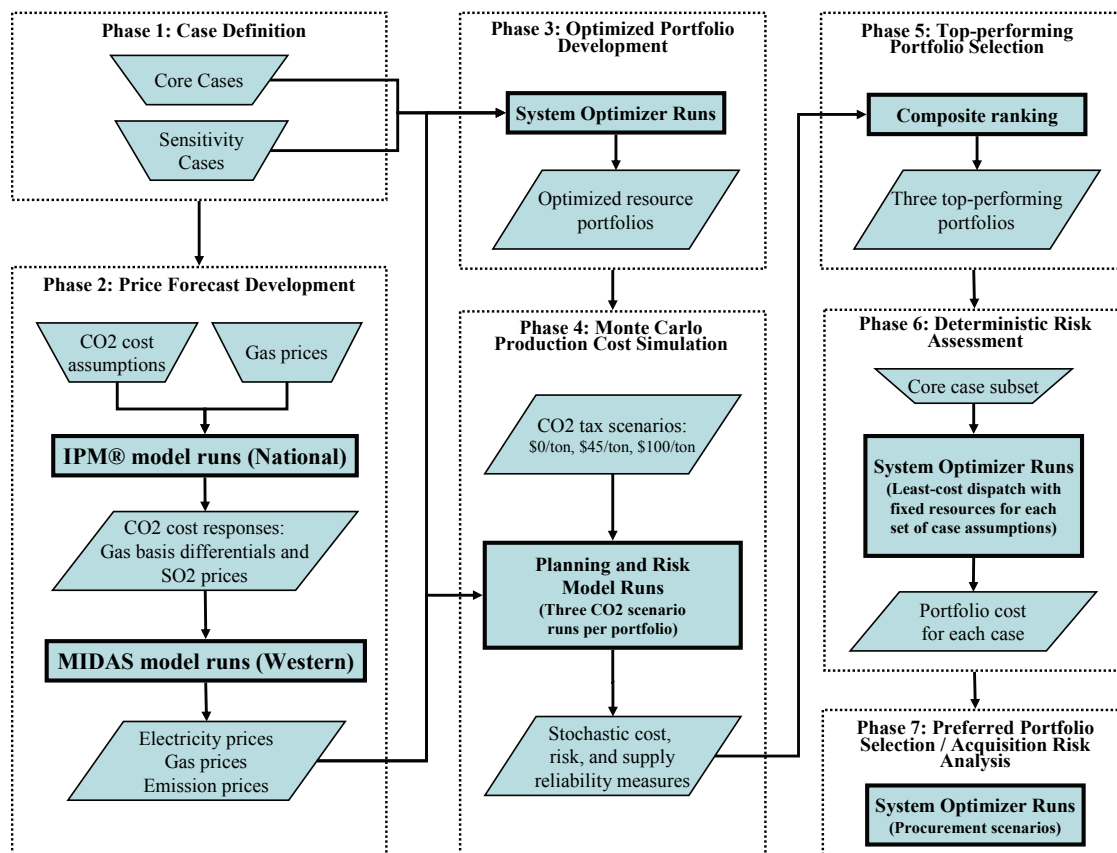 Phase 1: Case Definition
Core Cases
Sensitivity
Cases
Phase 2: Price Forecast Development
CO2 cost
assumptions
Gas prices
IPM® model runs (National)
CO2 cost responses:
Gas basis differentials and
SO2 prices
MIDAS model runs (Western)
Electricity prices
Gas prices
Emission prices
Phase 3: Optimized Portfolio
Development
System Optimizer Runs
Optimized resource
portfolios
Phase 4: Monte Carlo
Production Cost Simulation
CO2 tax scenarios:
$0/ton, $45/ton, $100/ton
Planning and Risk
Model Runs
(Three CO2 scenario
runs per portfolio)
Stochastic cost,
risk, and supply
reliability measures
Phase 5: Top-performing
Portfolio Selection
Composite ranking
Three top-performing
portfolios
Phase 6: Deterministic Risk
Assessment
Core case subset
System Optimizer Runs
(Least-cost dispatch with
fixed resources for each
set of case assumptions)
Portfolio cost
for each case
Phase 7: Preferred Portfolio
Selection / Acquisition Risk
Analysis
System Optimizer Runs
(Procurement scenarios)